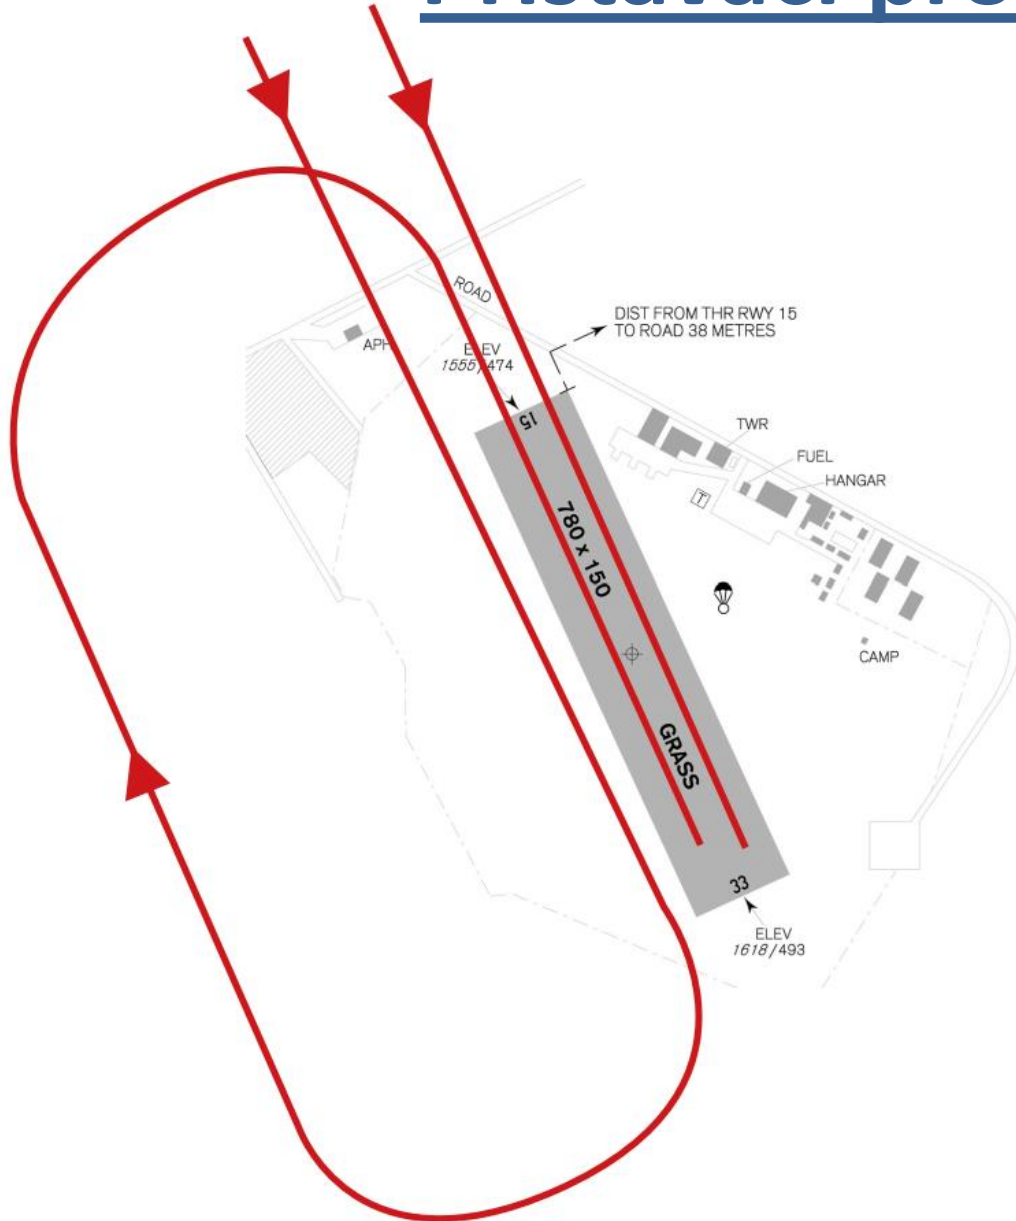 ROAD
DIST FROM THR RWY 15
TO ROAD 38 METRES
ELEV
1555/474
15
TWR
FUEL
HANGAR
T
780 x 150
CAMP
GRASS
33
ELEV
1618/493